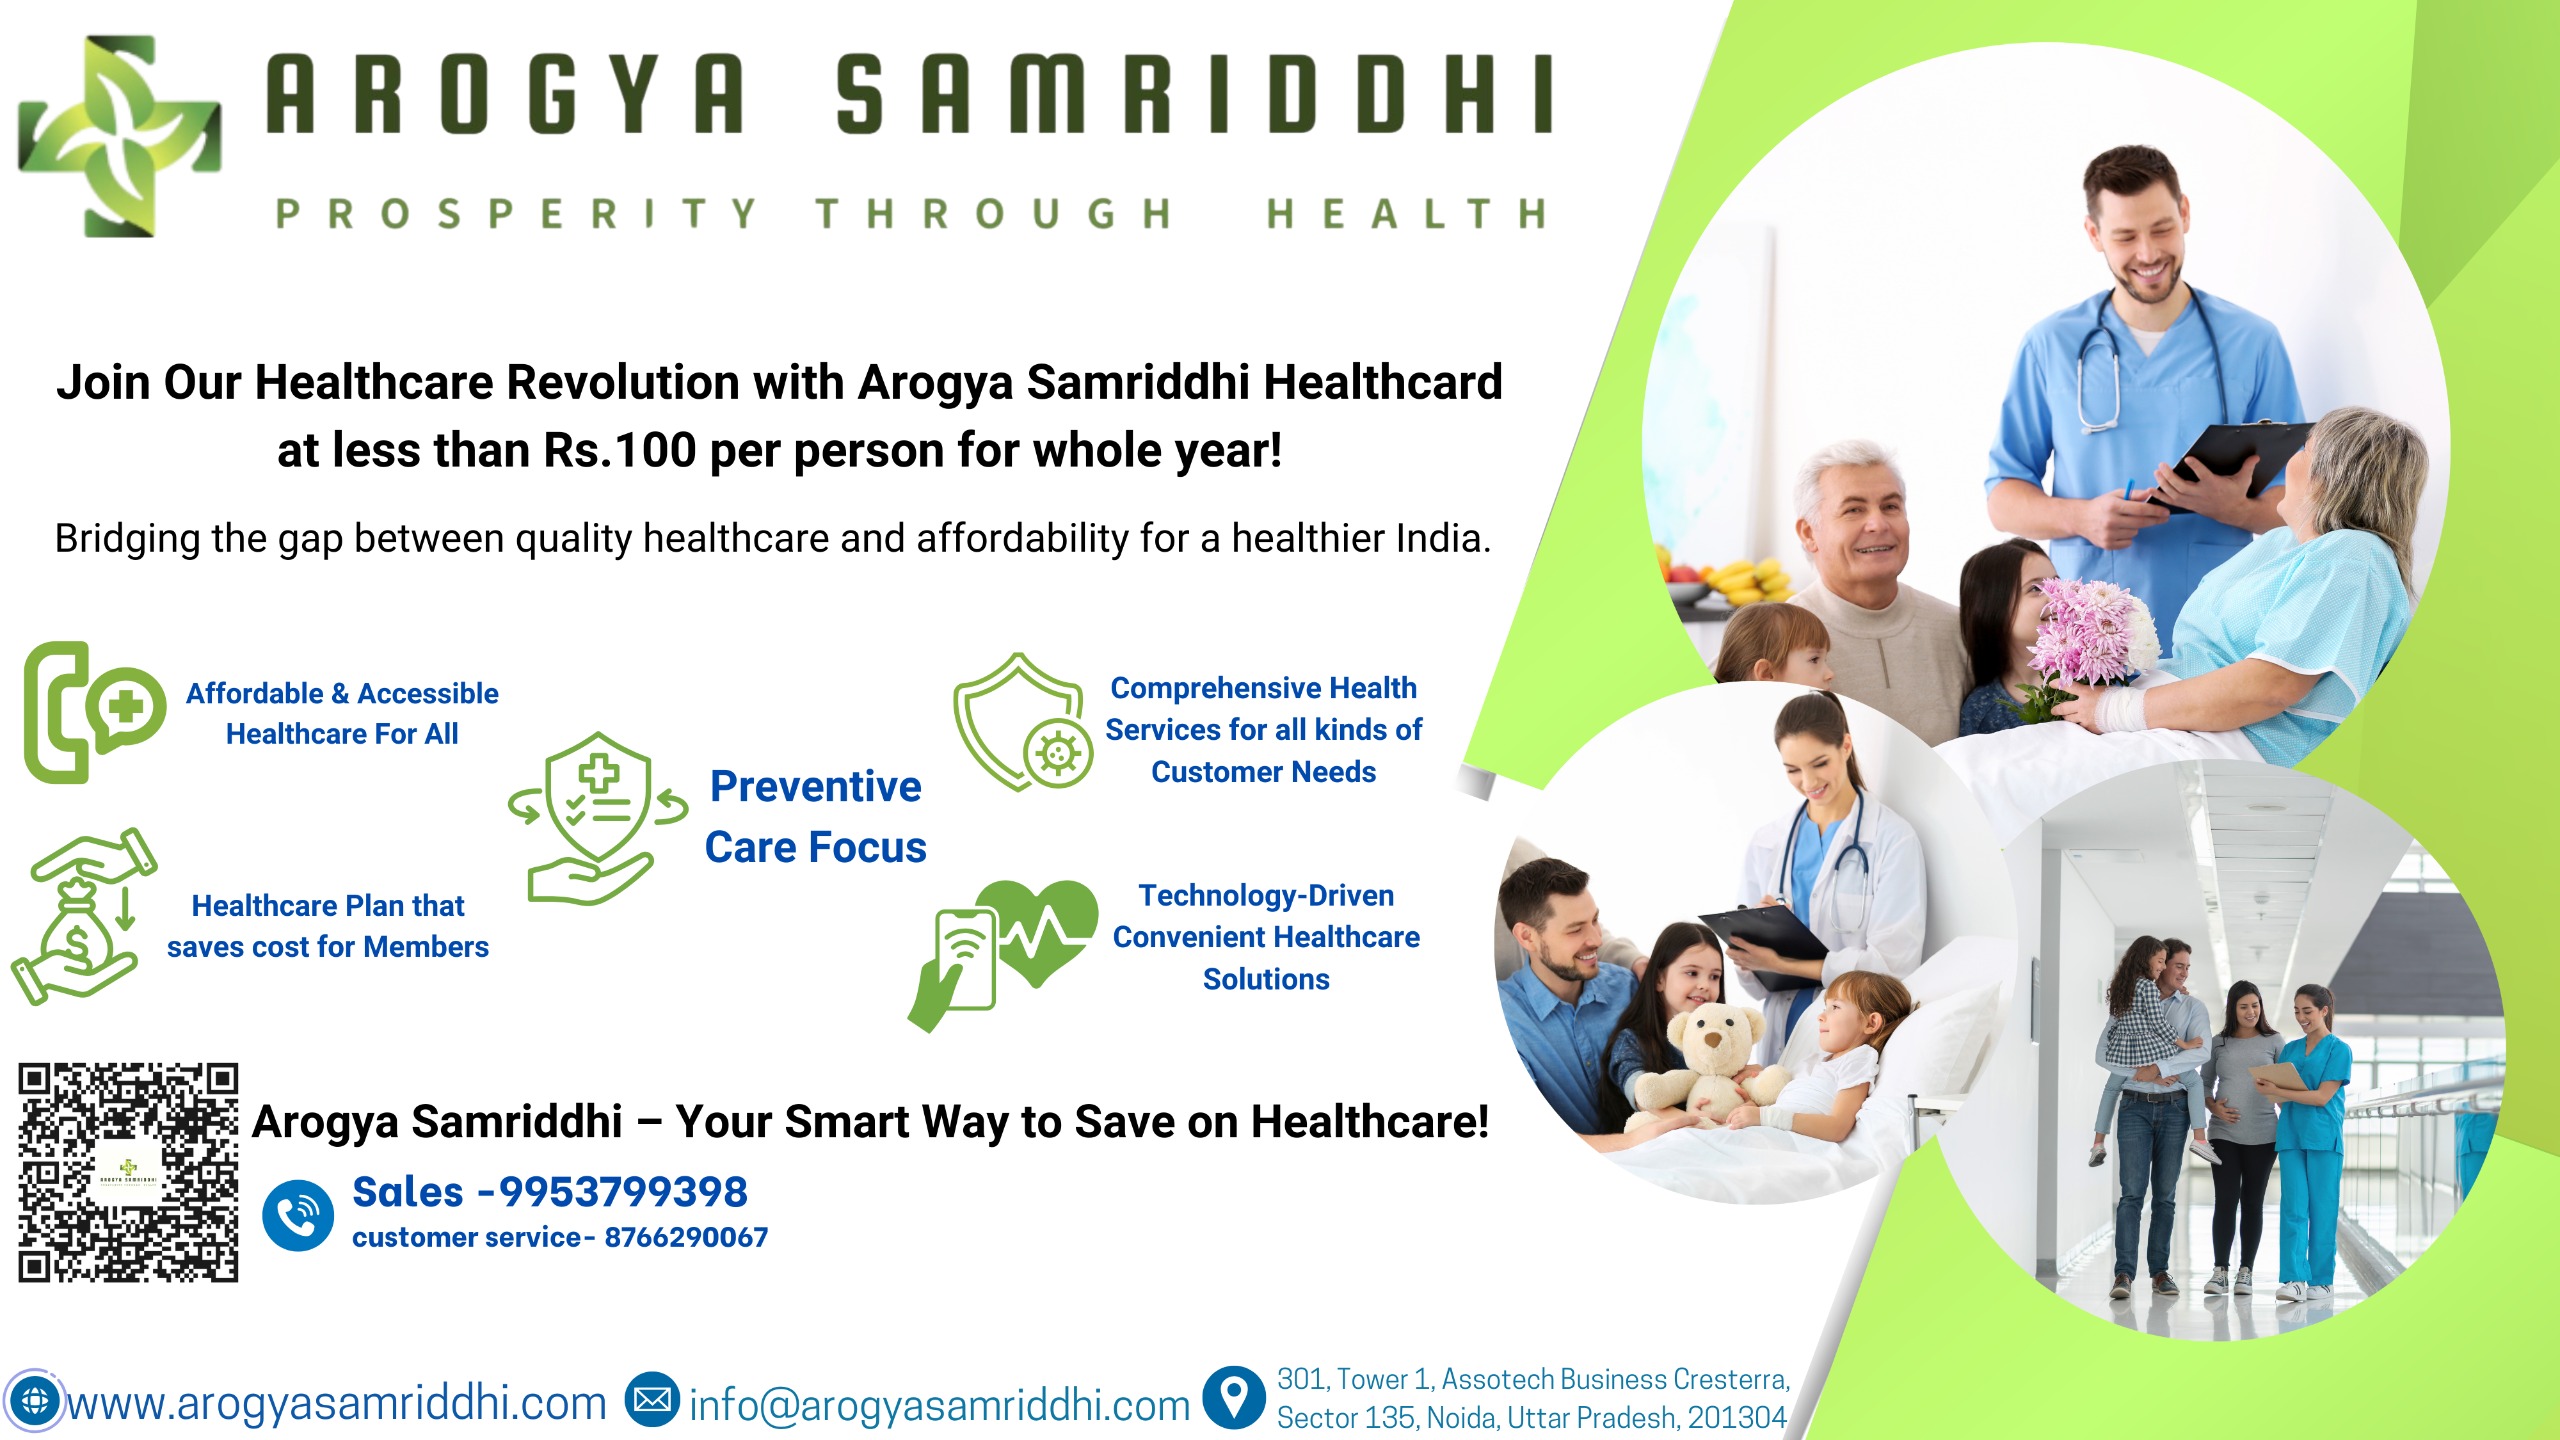 AROGYA SAMRIDDHI
PROSPERITY THROUGH HEALTH
Join Our Healthcare Revolution with Arogya Samriddhi Healthcard
at less than Rs.100 per person for whole year!
Bridging the gap between quality healthcare and affordability for a healthier India.
Affordable & Accessible
Healthcare For All
Healthcare Plan that
saves cost for Members
Preventive
Care Focus
Comprehensive Health
Services for all kinds of
Customer Needs
Technology-Driven
Convenient Healthcare
Solutions
AROGYA SAMRIDDHI
Arogya Samriddhi – Your Smart Way to Save on Healthcare!
Sales -9953799398
customer service- 8766290067
www.arogyasamriddhi.com
info@arogyasamriddhi.com
301, Tower 1, Assotech Business Cresterra,
Sector 135, Noida, Uttar Pradesh, 201304